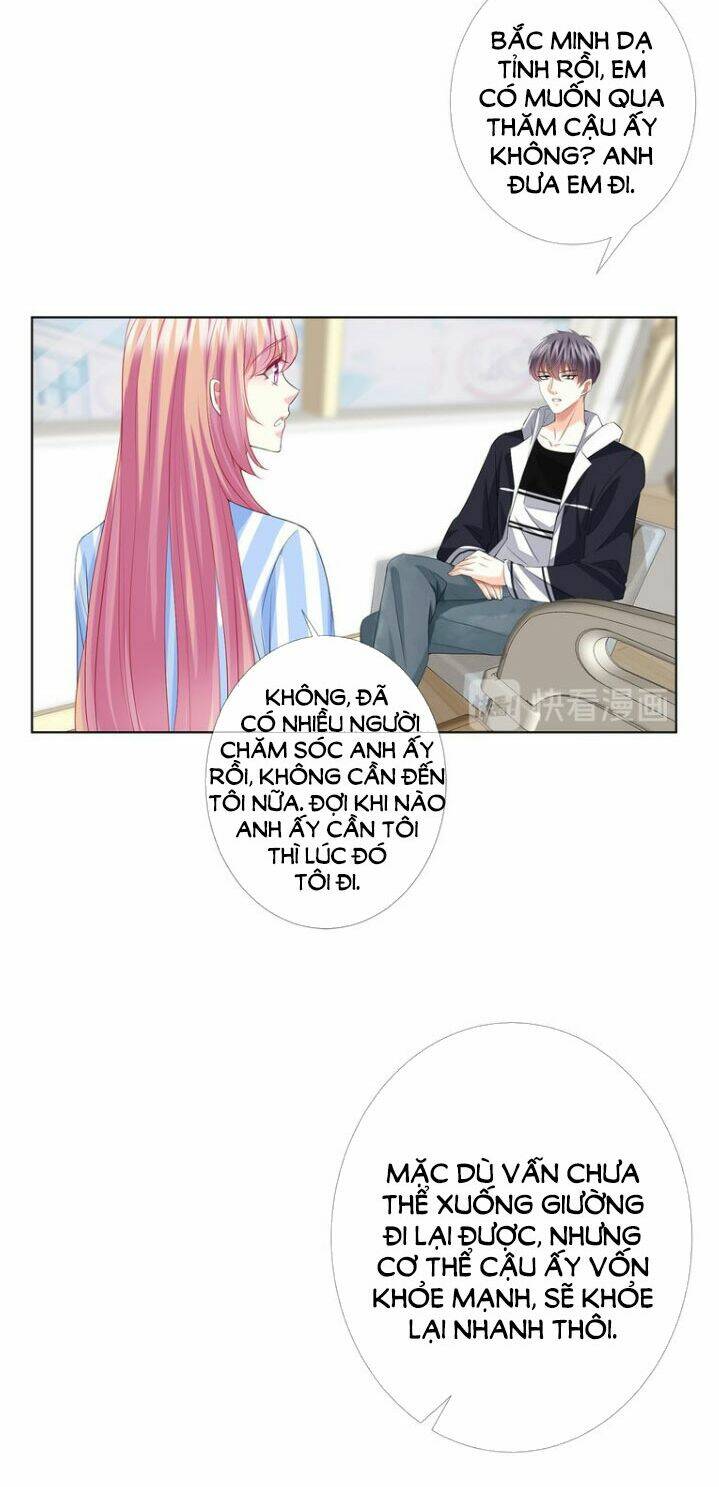 BẮC MINH DẠ
TỈNH RỒI, EM
CÓ MUỐN QUA
THĂM CẬU ẤY
KHÔNG? ANH
ĐƯA EM ĐI.
快看漫画
KHÔNG, ĐÃ
CÓ NHIỀU NGƯỜI
CHĂM SÓC ANH ẤY
RỒI, KHÔNG CẦN ĐẾN
TÔI NỮA. ĐỢI KHI NÀO
ANH ẤY CẦN TÔI
THÌ LÚC ĐÓ
TÔI ĐI.
MẶC DÙ VẪN CHƯA
THỂ XUỐNG GIƯỜNG
ĐI LẠI ĐƯỢC, NHƯNG
CƠ THỂ CẬU ẤY VỐN
KHỎE MẠNH, SẼ KHỎE
LẠI NHANH THÔI.